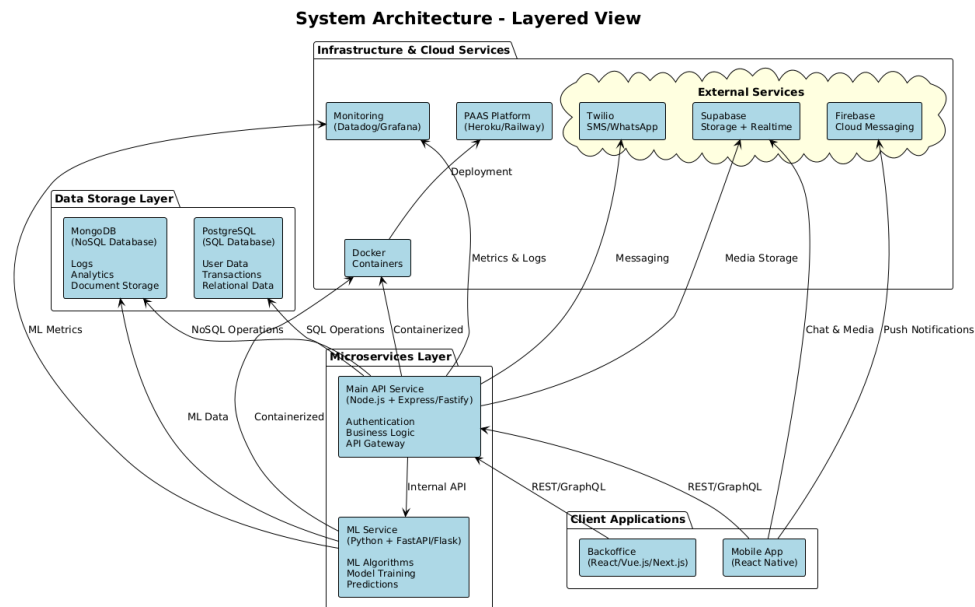 System Architecture - Layered View
Infrastructure & Cloud Services
External Services
Monitoring
(Datadog/Grafana)
PAAS Platform
(Heroku/Railway)
Twilio
SMS/WhatsApp
Supabase
Storage + Realtime
Firebase
Cloud Messaging
Deployment
Data Storage Layer
MongoDB
(NoSQL Database)
Logs
Analytics
Document Storage
PostgreSQL
(SQL Database)
User Data
Transactions
Relational Data
Docker
Containers
Metrics & Logs
Messaging
Media Storage
ML Metrics
NoSQL Operations
SQL Operations
Containerized
Chat & Media
Push Notifications
Microservices Layer
Main API Service
(Node.js + Express/Fastify)
Authentication
Business Logic
API Gateway
ML Data
Containerized
Internal API
REST/GraphQL
REST/GraphQL
ML Service
(Python + FastAPI/Flask)
ML Algorithms
Model Training
Predictions
Client Applications
Backoffice
(React/Vue.js/Next.js)
Mobile App
(React Native)